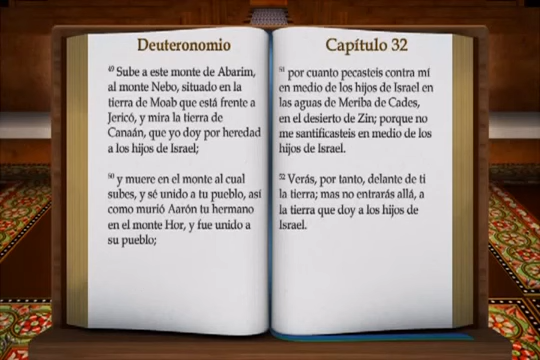 Deuteronomio
49 Sube a este monte de Abarim,
al monte Nebo, situado en la
tierra de Moab que está frente a
Jericó, y mira la tierra de
Canaán, que yo doy por heredad
a los hijos de Israel;
50 y muere en el monte al cual
subes, y sé unido a tu pueblo, así
como murió Aarón tu hermano
en el monte Hor, y fue unido a
su pueblo;
Capítulo 32
51 por cuanto pecasteis contra mí
en medio de los hijos de Israel en
las aguas de Meriba de Cades,
en el desierto de Zin; porque no
me santificasteis en medio de los
hijos de Israel.
52 Verás, por tanto, delante de ti
la tierra; mas no entrarás allá, a
la tierra que doy a los hijos de
Israel.